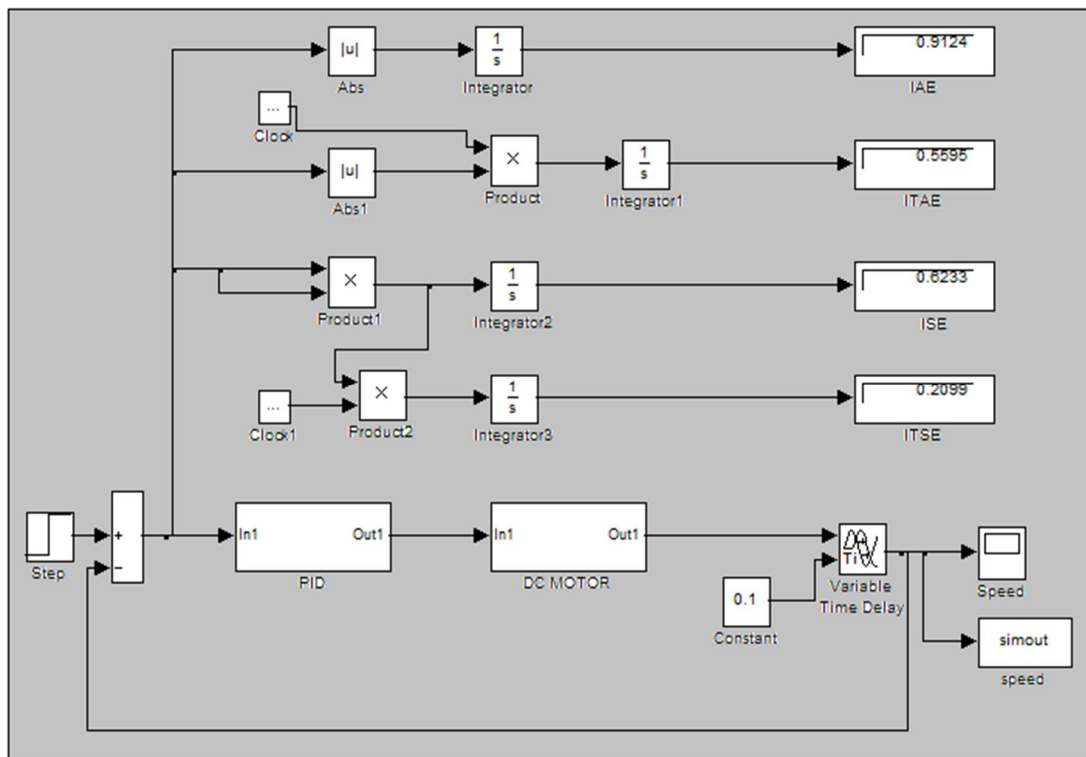 |u|
Abs
1
s
Integrator
0.9124
IAE
...
Clock
|u|
Abs1
×
Product
1
s
Integrator1
0.5595
ITAE
×
Product1
1
s
Integrator2
0.6233
ISE
...
Clock1
×
Product2
1
s
Integrator3
0.2099
ITSE
Step
+
−
In1 Out1
PID
In1 Out1
DC MOTOR
0.1
Constant
Ti
Variable
Time Delay
Speed
simout
speed